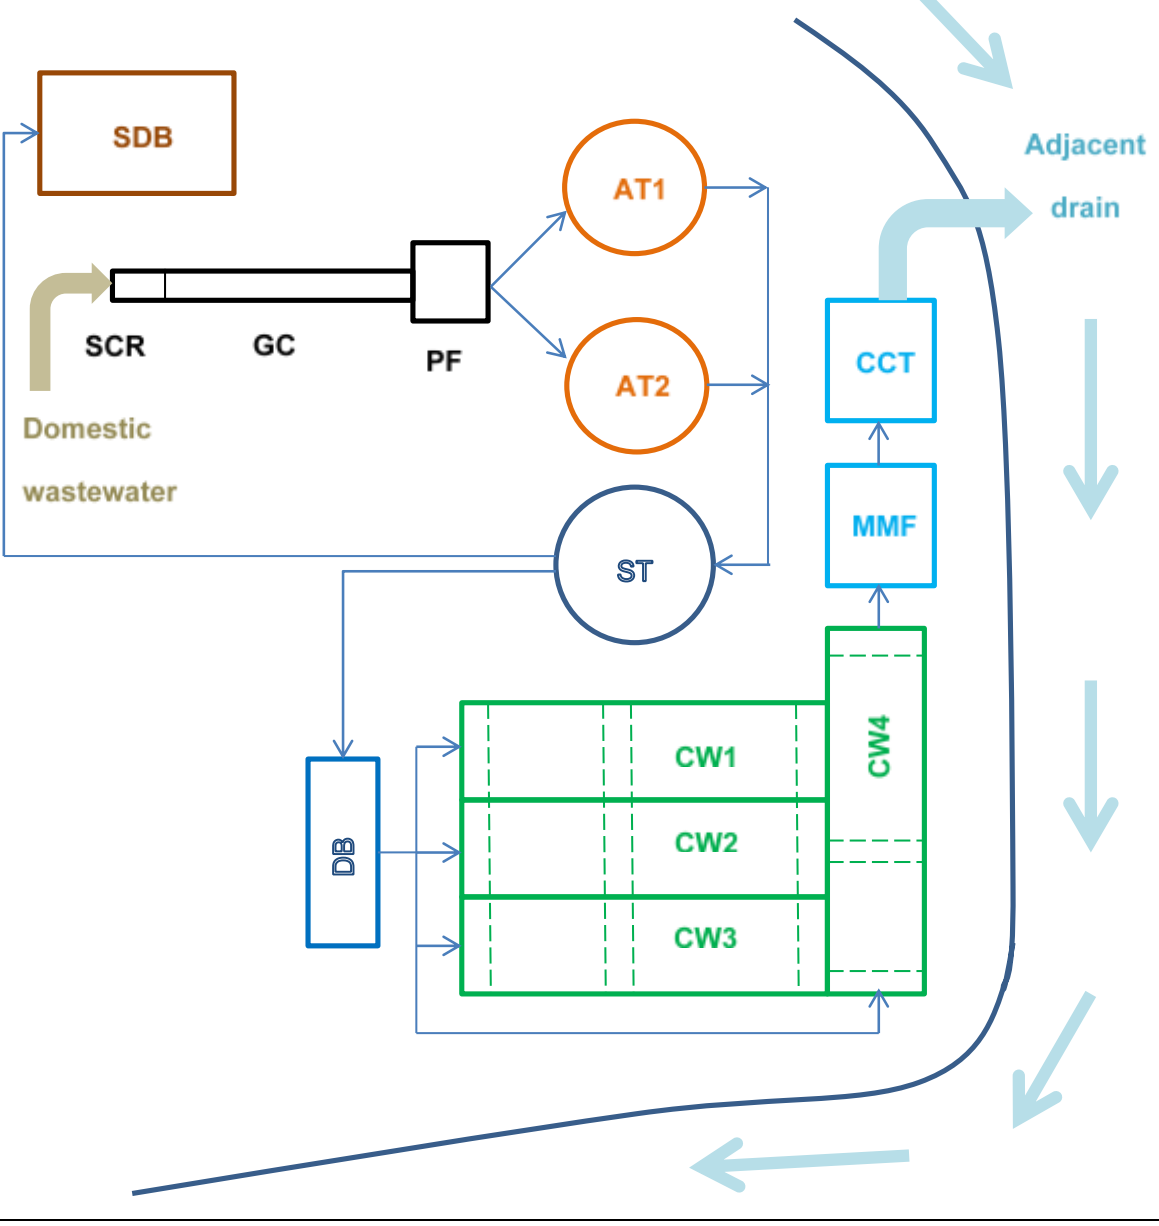 SDB
AT1
Adjacent
drain
SCR
GC
PF
CCT
AT2
Domestic
wastewater
MMF
ST
CW4
CW1
CW2
DB
CW3